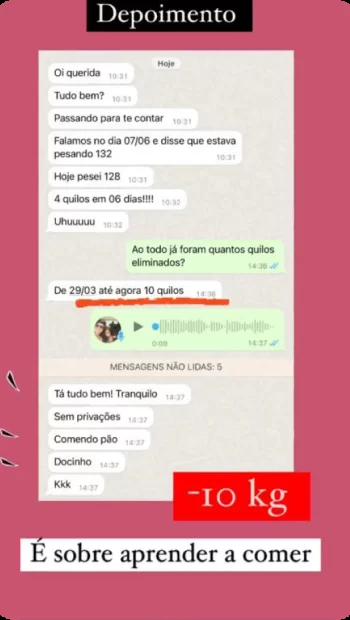 Depoimento
Hoje
Oi querida 10:31
Tudo bem? 10:31
Passando para te contar 10:31
Falamos no dia 07/06 e disse que estava
pesando 132 10:31
Hoje pesei 128 10:31
4 quilos em 06 dias!!!! 10:32
Uhuuuuu 10:32
Ao todo já foram quantos quilos
eliminados? 14:36
De 29/03 até agora 10 quilos 14:36
0:09 14:37
MENSAGENS NÃO LIDAS: 5
Tá tudo bem! Tranquilo 14:37
Sem privações 14:37
Comendo pão 14:37
Docinho 14:37
Kkk 14:37
-10 kg
É sobre aprender a comer